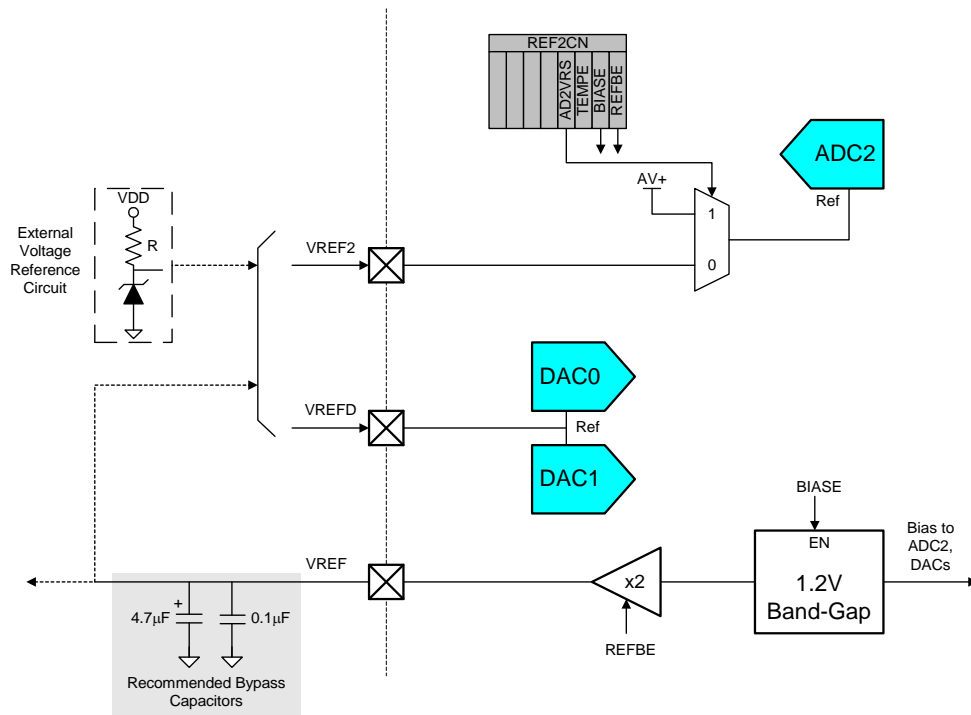 REF2CN
AD2VRS
TEMPE
BIASE
REFBE
ADC2
Ref
AV+
1
0
VDD
R
External
Voltage
Reference
Circuit
VREF2
DAC0
VREFD
Ref
DAC1
BIASE
EN
1.2V
Band-Gap
Bias to
ADC2,
DACs
VREF
x2
REFBE
+
4.7μF
0.1μF
Recommended Bypass
Capacitors